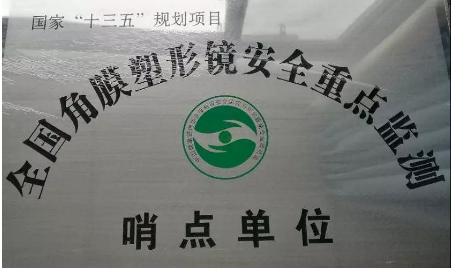 国家“十三五”规划项目
全国角膜塑形镜安全重点监测
哨点单位